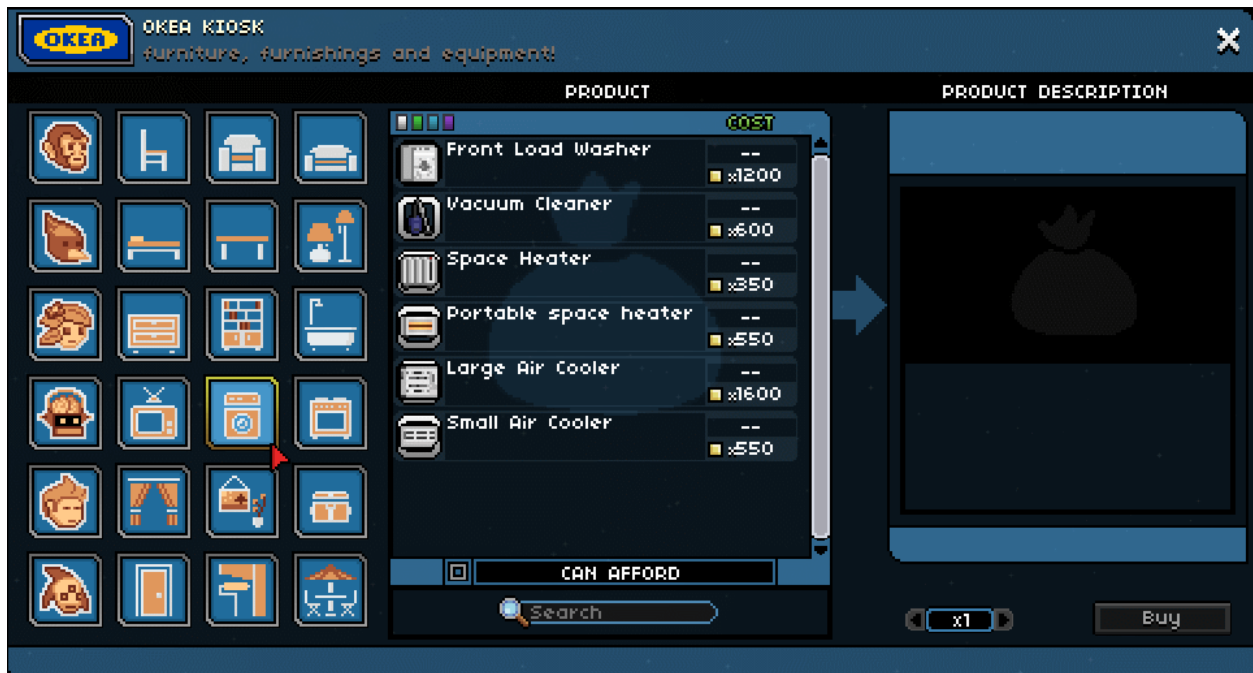 OKEA
OKEA KIOSK
furniture, furnishings and equipment!
PRODUCT
PRODUCT DESCRIPTION
COST
Front Load Washer
--
x1200
Vacuum Cleaner
--
x600
Space Heater
--
x350
Portable space heater
--
x550
Large Air Cooler
--
x1600
Small Air Cooler
--
x550
CAN AFFORD
Search
x1
Buy